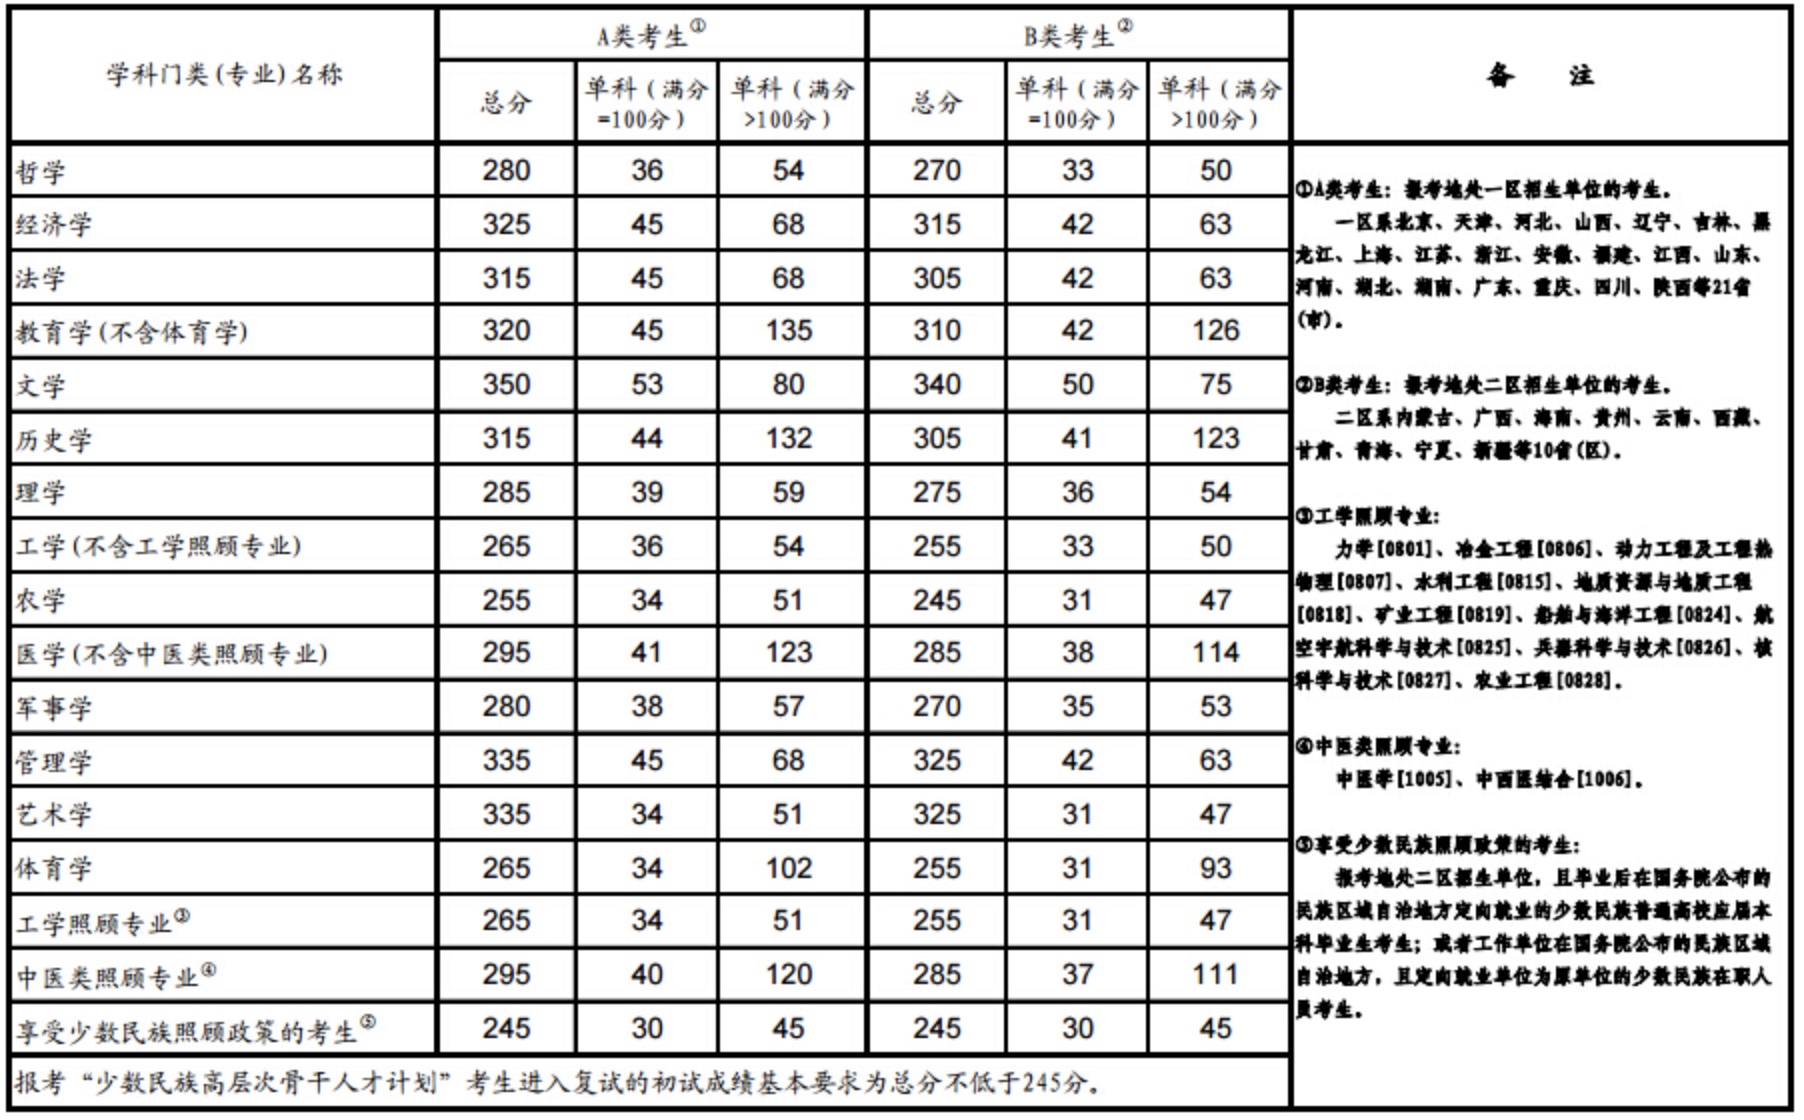 学科门类(专业)名称 A类考生① B类考生② 备 注
总分 单科(满分=100分) 单科(满分>100分) 总分 单科(满分=100分) 单科(满分>100分)
哲学 280 36 54 270 33 50
经济学 325 45 68 315 42 63
法学 315 45 68 305 42 63
教育学(不含体育学) 320 45 135 310 42 126
文学 350 53 80 340 50 75
历史学 315 44 132 305 41 123
理学 285 39 59 275 36 54
工学(不含工学照顾专业) 265 36 54 255 33 50
农学 255 34 51 245 31 47
医学(不含中医类照顾专业) 295 41 123 285 38 114
军事学 280 38 57 270 35 53
管理学 335 45 68 325 42 63
艺术学 335 34 51 325 31 47
体育学 265 34 102 255 31 93
工学照顾专业③ 265 34 51 255 31 47
中医类照顾专业④ 295 40 120 285 37 111
享受少数民族照顾政策的考生⑤ 245 30 45 245 30 45
报考“少数民族高层次骨干人才计划”考生进入复试的初试成绩基本要求为总分不低于245分。
①A类考生：报考地处一区招生单位的考生。
一区系北京、天津、河北、山西、辽宁、吉林、黑
龙江、上海、江苏、浙江、安徽、福建、江西、山东、
河南、湖北、湖南、广东、重庆、四川、陕西等21省
(市)。
②B类考生：报考地处二区招生单位的考生。
二区系内蒙古、广西、海南、贵州、云南、西藏、
甘肃、青海、宁夏、新疆等10省(区)。
③工学照顾专业：
力学[0801]、冶金工程[0806]、动力工程及工程热
物理[0807]、水利工程[0815]、地质资源与地质工程
[0818]、矿业工程[0819]、船舶与海洋工程[0824]、航
空宇航科学与技术[0825]、兵器科学与技术[0826]、核
科学与技术[0827]、农业工程[0828]。
④中医类照顾专业：
中医学[1005]、中西医结合[1006]。
⑤享受少数民族照顾政策的考生：
报考地处二区招生单位，且毕业后在国务院公布的
民族区域自治地方定向就业的少数民族普通高校应届本
科毕业生考生；或者工作单位在国务院公布的民族区域
自治地方，且定向就业单位为原单位的少数民族在职人
员考生。